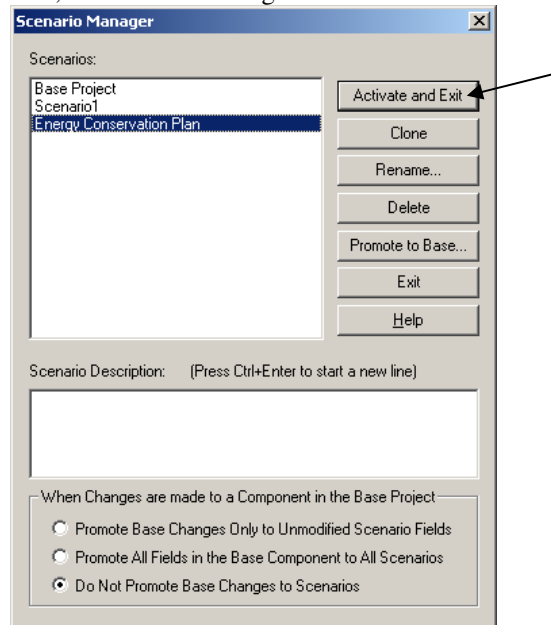 Scenario Manager
Scenarios:
Base Project
Scenario1
Energy Conservation Plan
Activate and Exit
Clone
Rename...
Delete
Promote to Base...
Exit
Help
Scenario Description: (Press Ctrl+Enter to start a new line)
When Changes are made to a Component in the Base Project
Promote Base Changes Only to Unmodified Scenario Fields
Promote All Fields in the Base Component to All Scenarios
Do Not Promote Base Changes to Scenarios